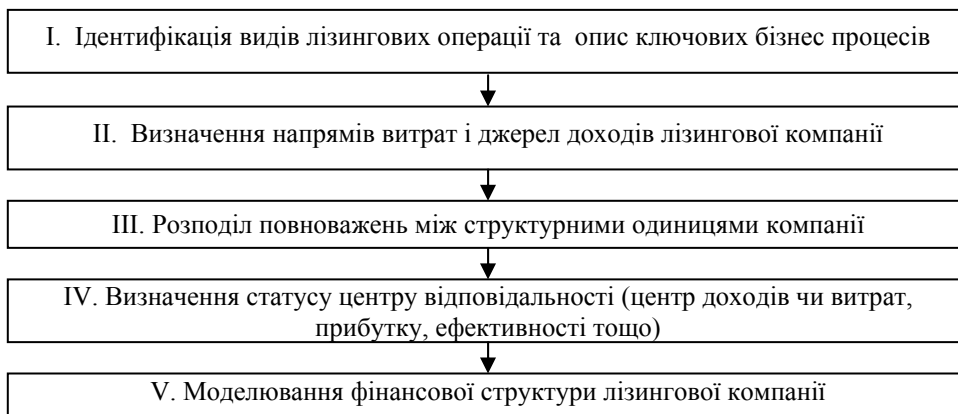 I. Ідентифікація видів лізингових операції та опис ключових бізнес процесів
II. Визначення напрямів витрат і джерел доходів лізингової компанії
III. Розподіл повноважень між структурними одиницями компанії
IV. Визначення статусу центру відповідальності (центр доходів чи витрат,
прибутку, ефективності тощо)
V. Моделювання фінансової структури лізингової компанії